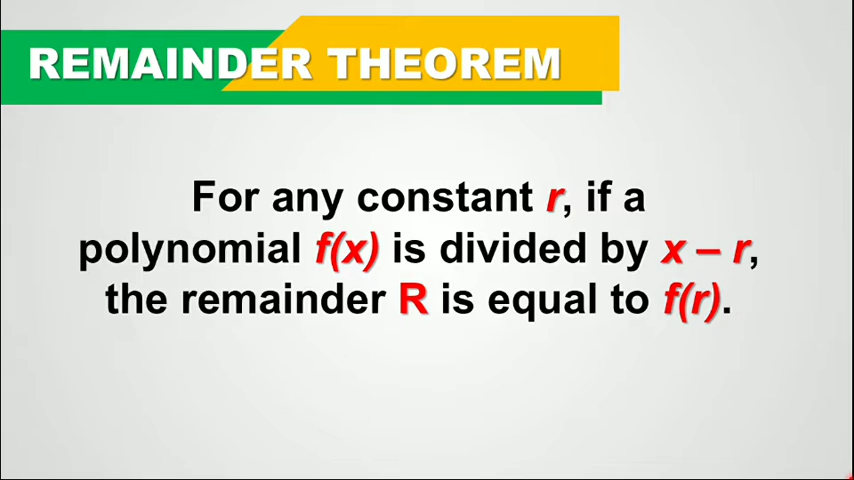 REMAINDER THEOREM
For any constant r, if a
polynomial f(x) is divided by x – r,
the remainder R is equal to f(r).